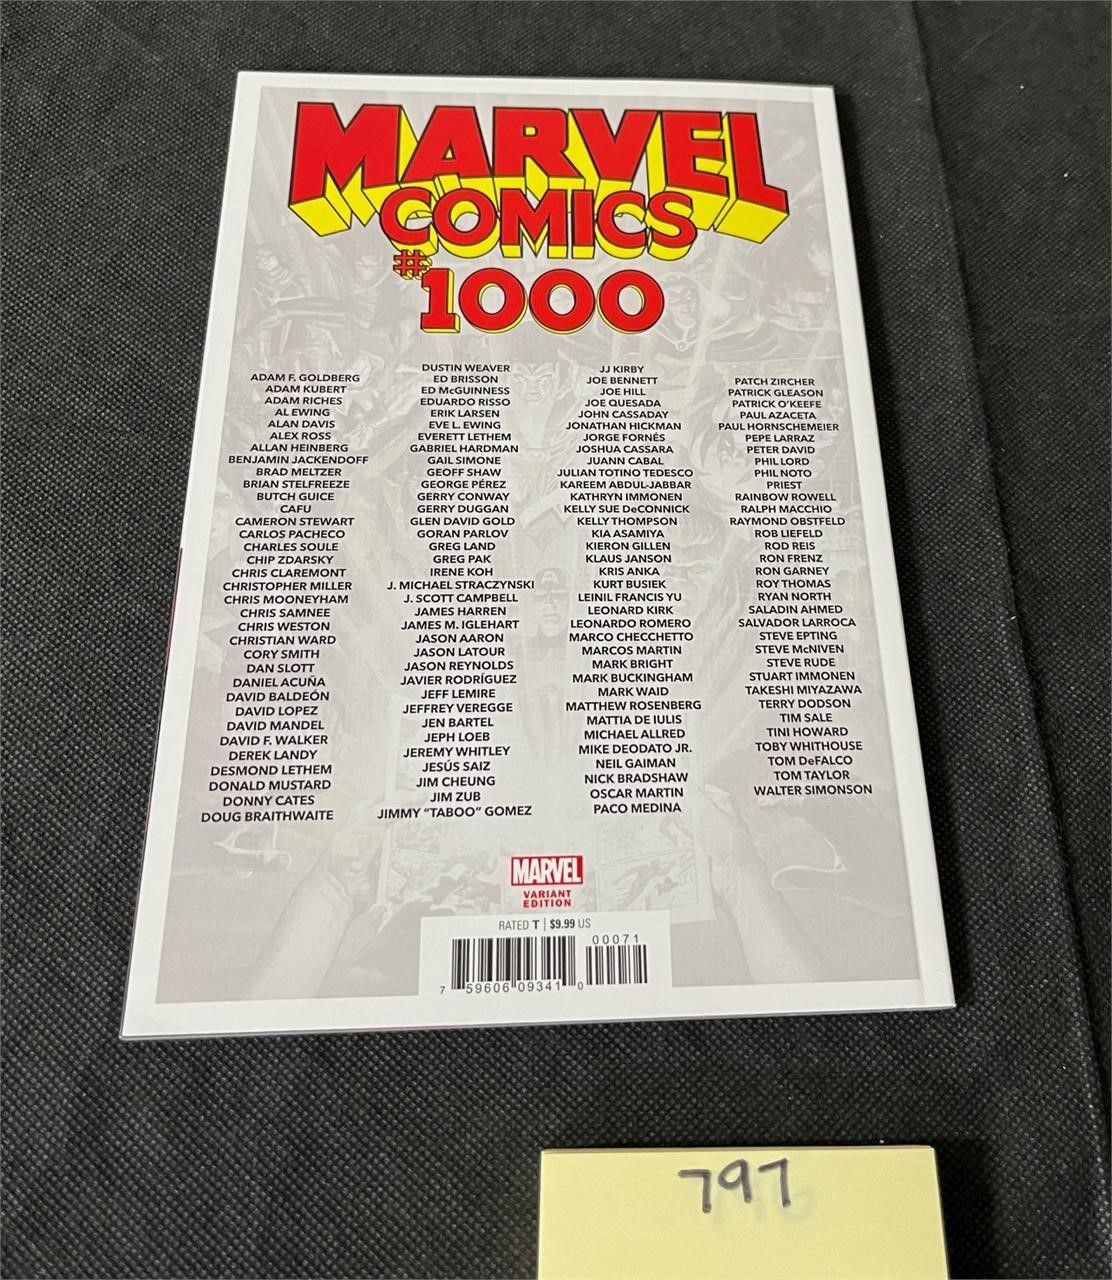 MARVEL
COMICS
#1000
ADAM F. GOLDBERG
ADAM KUBERT
ADAM RICHES
AL EWING
ALAN DAVIS
ALEX ROSS
ALLAN HEINBERG
BENJAMIN JACKENDOFF
BRAD MELTZER
BRIAN STELFREEZE
BUTCH GUICE
CAFU
CAMERON STEWART
CARLOS PACHECO
CHARLES SOULE
CHIP ZDARSKY
CHRIS CLAREMONT
CHRISTOPHER MILLER
CHRIS MOONEYHAM
CHRIS SAMNEE
CHRIS WESTON
CHRISTIAN WARD
CORY SMITH
DAN SLOTT
DANIEL ACUÑA
DAVID BALDEÓN
DAVID LOPEZ
DAVID MANDEL
DAVID F. WALKER
DEREK LANDY
DESMOND LETHEM
DONALD MUSTARD
DONNY CATES
DOUG BRAITHWAITE
DUSTIN WEAVER
ED BRISSON
ED McGUINNESS
EDUARDO RISSO
ERIK LARSEN
EVE L. EWING
EVERETT LETHEM
GABRIEL HARDMAN
GAIL SIMONE
GEOFF SHAW
GEORGE PÉREZ
GERRY CONWAY
GERRY DUGGAN
GLEN DAVID GOLD
GORAN PARLOV
GREG LAND
GREG PAK
IRENE KOH
J. MICHAEL STRACZYNSKI
J. SCOTT CAMPBELL
JAMES HARREN
JAMES M. IGLEHART
JASON AARON
JASON LATOUR
JASON REYNOLDS
JAVIER RODRÍGUEZ
JEFF LEMIRE
JEFFREY VEREGGE
JEN BARTEL
JEPH LOEB
JEREMY WHITLEY
JESÚS SAIZ
JIM CHEUNG
JIM ZUB
JIMMY “TABOO” GOMEZ
JJ KIRBY
JOE BENNETT
JOE HILL
JOE QUESADA
JOHN CASSADAY
JONATHAN HICKMAN
JORGE FORNÉS
JOSHUA CASSARA
JUANN CABAL
JULIAN TOTINO TEDESCO
KAREEM ABDUL-JABBAR
KATHRYN IMMONEN
KELLY SUE DeCONNICK
KELLY THOMPSON
KIA ASAMIYA
KIERON GILLEN
KLAUS JANSON
KRIS ANKA
KURT BUSIEK
LEINIL FRANCIS YU
LEONARD KIRK
LEONARDO ROMERO
MARCO CHECCHETTO
MARCOS MARTIN
MARK BRIGHT
MARK BUCKINGHAM
MARK WAID
MATTHEW ROSENBERG
MATTIA DE IULIS
MICHAEL ALLRED
MIKE DEODATO JR.
NEIL GAIMAN
NICK BRADSHAW
OSCAR MARTIN
PACO MEDINA
PATCH ZIRCHER
PATRICK GLEASON
PATRICK O’KEEFE
PAUL AZACETA
PAUL HORNSCHEMEIER
PEPE LARRAZ
PETER DAVID
PHIL LORD
PHIL NOTO
PRIEST
RAINBOW ROWELL
RALPH MACCHIO
RAYMOND OBSTFELD
ROB LIEFELD
ROD REIS
RON FRENZ
RON GARNEY
ROY THOMAS
RYAN NORTH
SALADIN AHMED
SALVADOR LARROCA
STEVE EPTING
STEVE McNIVEN
STEVE RUDE
STUART IMMONEN
TAKESHI MIYAZAWA
TERRY DODSON
TIM SALE
TINI HOWARD
TOBY WHITHOUSE
TOM DeFALCO
TOM TAYLOR
WALTER SIMONSON
MARVEL
VARIANT
EDITION
RATED T | $9.99 US
00071
7 59606 09341 0
797